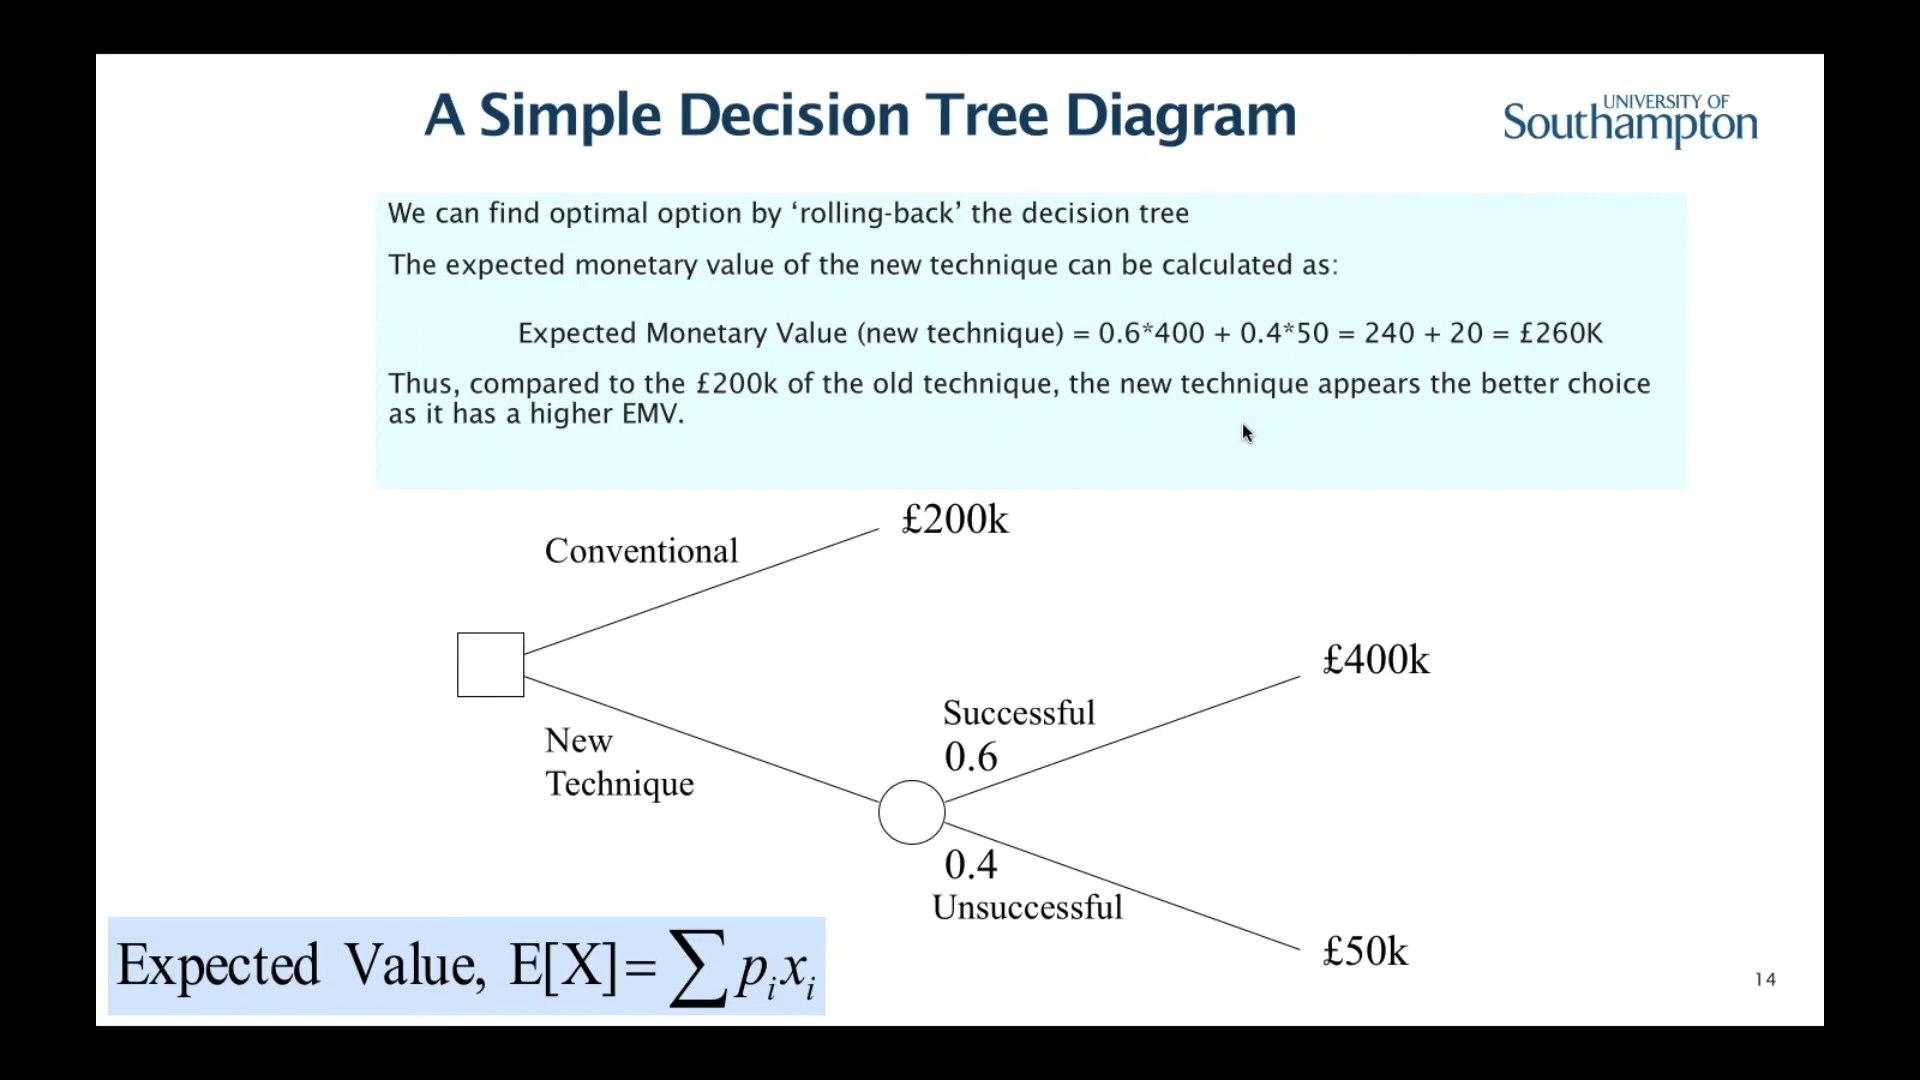 A Simple Decision Tree Diagram
UNIVERSITY OF
Southampton
We can find optimal option by ‘rolling-back’ the decision tree
The expected monetary value of the new technique can be calculated as:
Expected Monetary Value (new technique) = 0.6*400 + 0.4*50 = 240 + 20 = £260K
Thus, compared to the £200k of the old technique, the new technique appears the better choice
as it has a higher EMV.
£200k
Conventional
£400k
Successful
0.6
New
Technique
0.4
Unsuccessful
£50k
Expected Value, E[X]=∑pᵢxᵢ
14